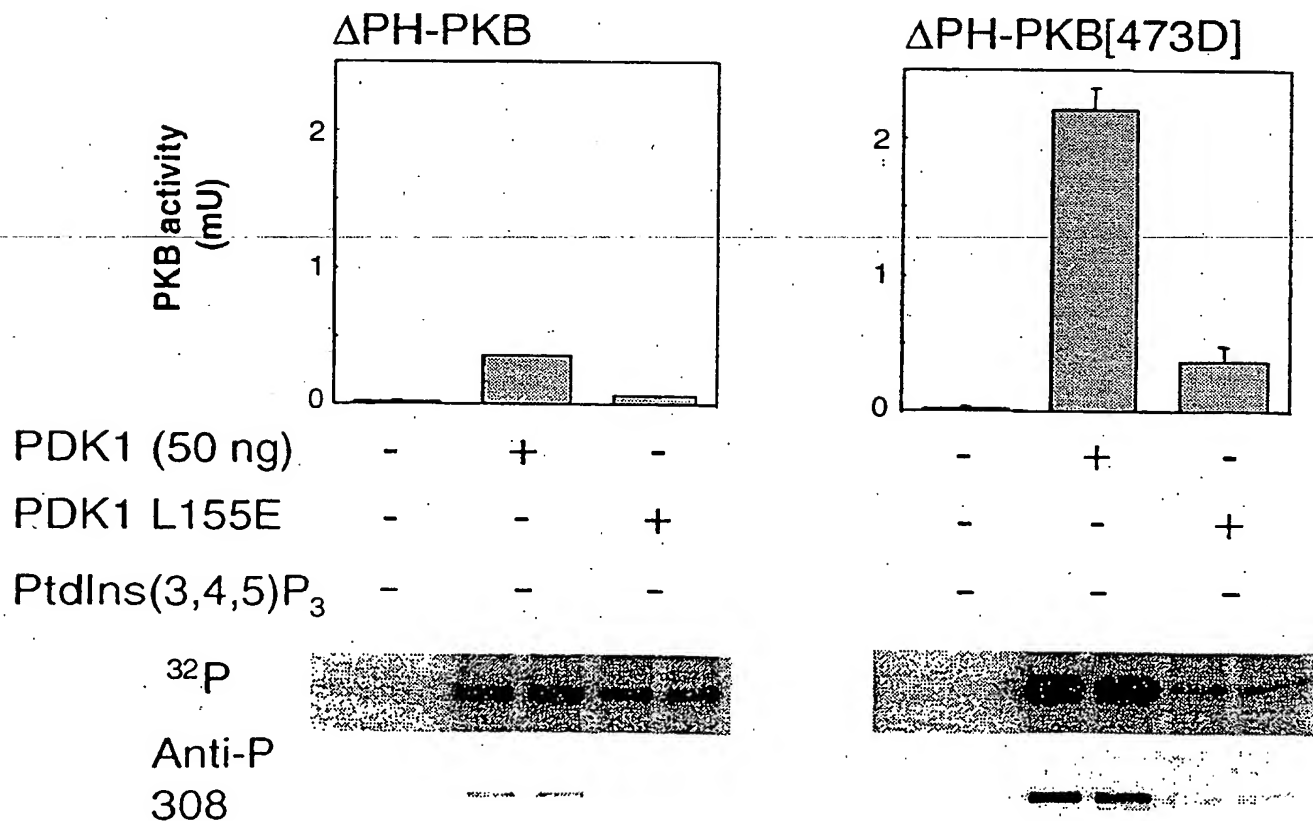 ΔPH-PKB
ΔPH-PKB[473D]
PKB activity
(mU)
2
1
0
2
1
0
PDK1 (50 ng) - + - - + -
PDK1 L155E - - + - - +
PtdIns(3,4,5)P₃ - - - - - -
³²P
Anti-P
308